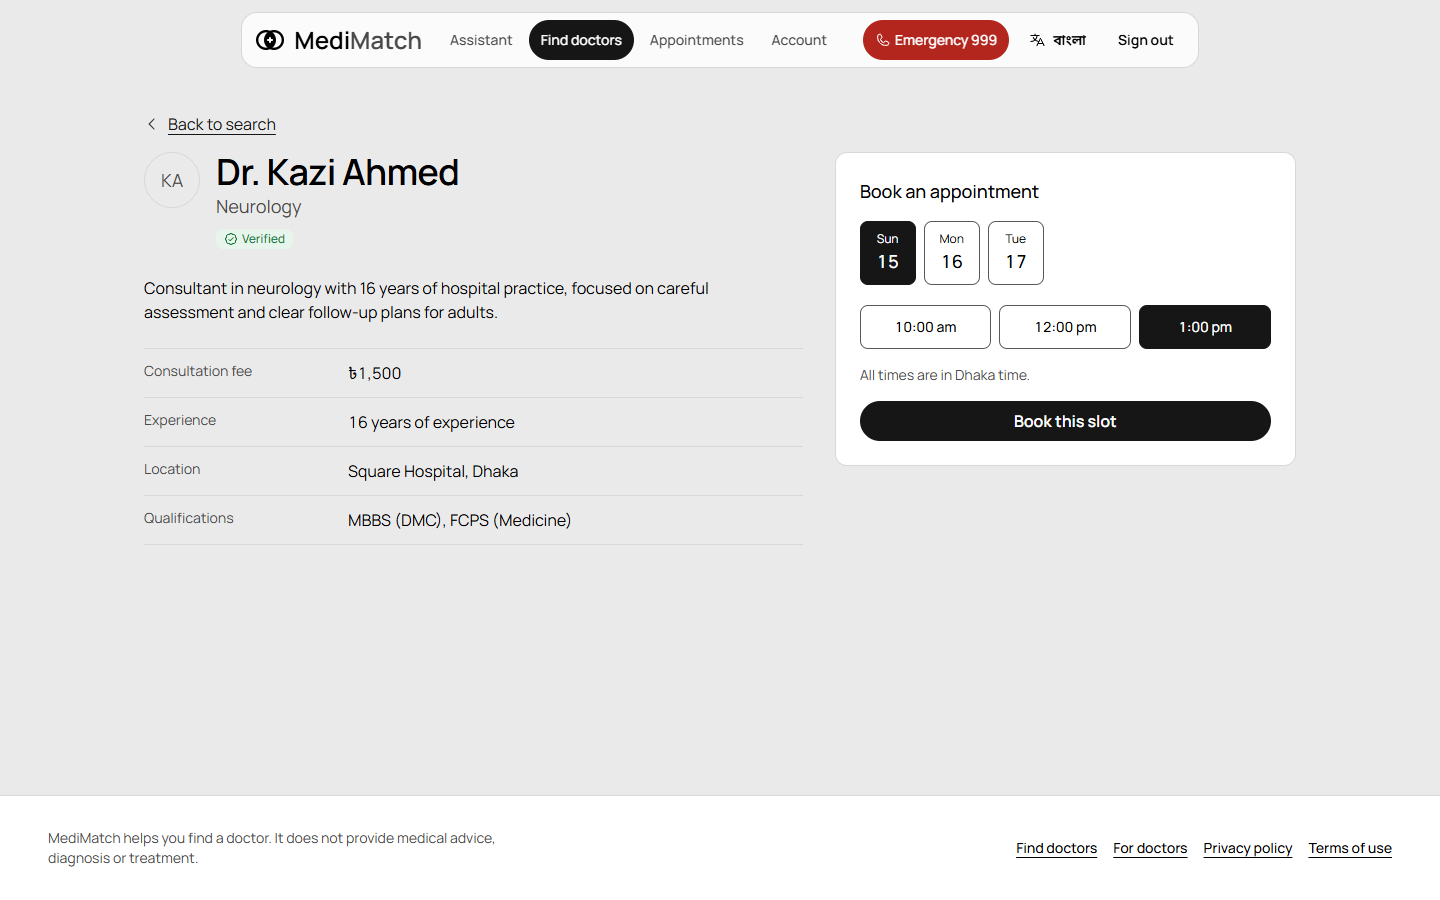 MediMatch
Assistant
Find doctors
Appointments
Account
Emergency 999
বাংলা
Sign out
Back to search
KA
Dr. Kazi Ahmed
Neurology
Verified
Consultant in neurology with 16 years of hospital practice, focused on careful
assessment and clear follow-up plans for adults.
Consultation fee
৳1,500
Experience
16 years of experience
Location
Square Hospital, Dhaka
Qualifications
MBBS (DMC), FCPS (Medicine)
Book an appointment
Sun
15
Mon
16
Tue
17
10:00 am
12:00 pm
1:00 pm
All times are in Dhaka time.
Book this slot
MediMatch helps you find a doctor. It does not provide medical advice,
diagnosis or treatment.
Find doctors
For doctors
Privacy policy
Terms of use